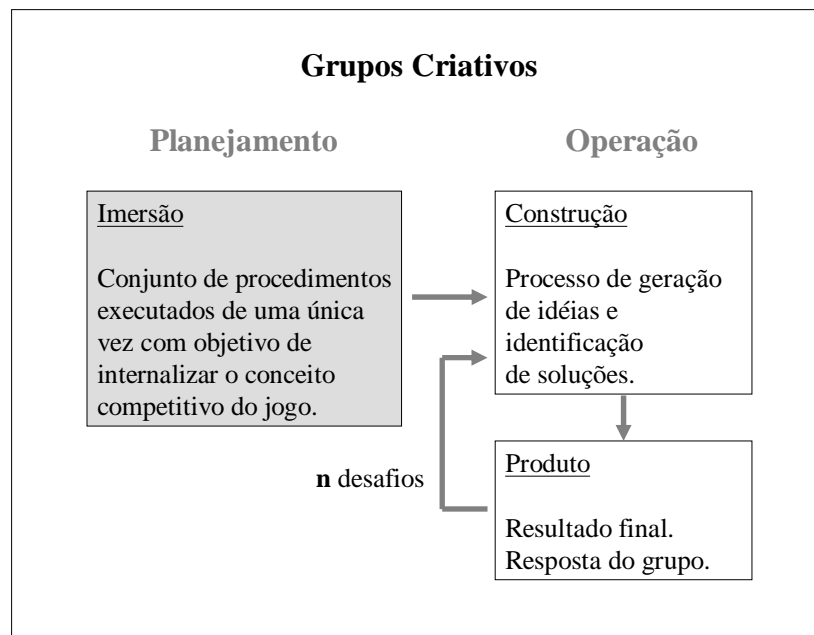 Grupos Criativos
Planejamento
Operação
Imersão
Conjunto de procedimentos
executados de uma única
vez com objetivo de
internalizar o conceito
competitivo do jogo.
Construção
Processo de geração
de idéias e
identificação
de soluções.
n desafios
Produto
Resultado final.
Resposta do grupo.